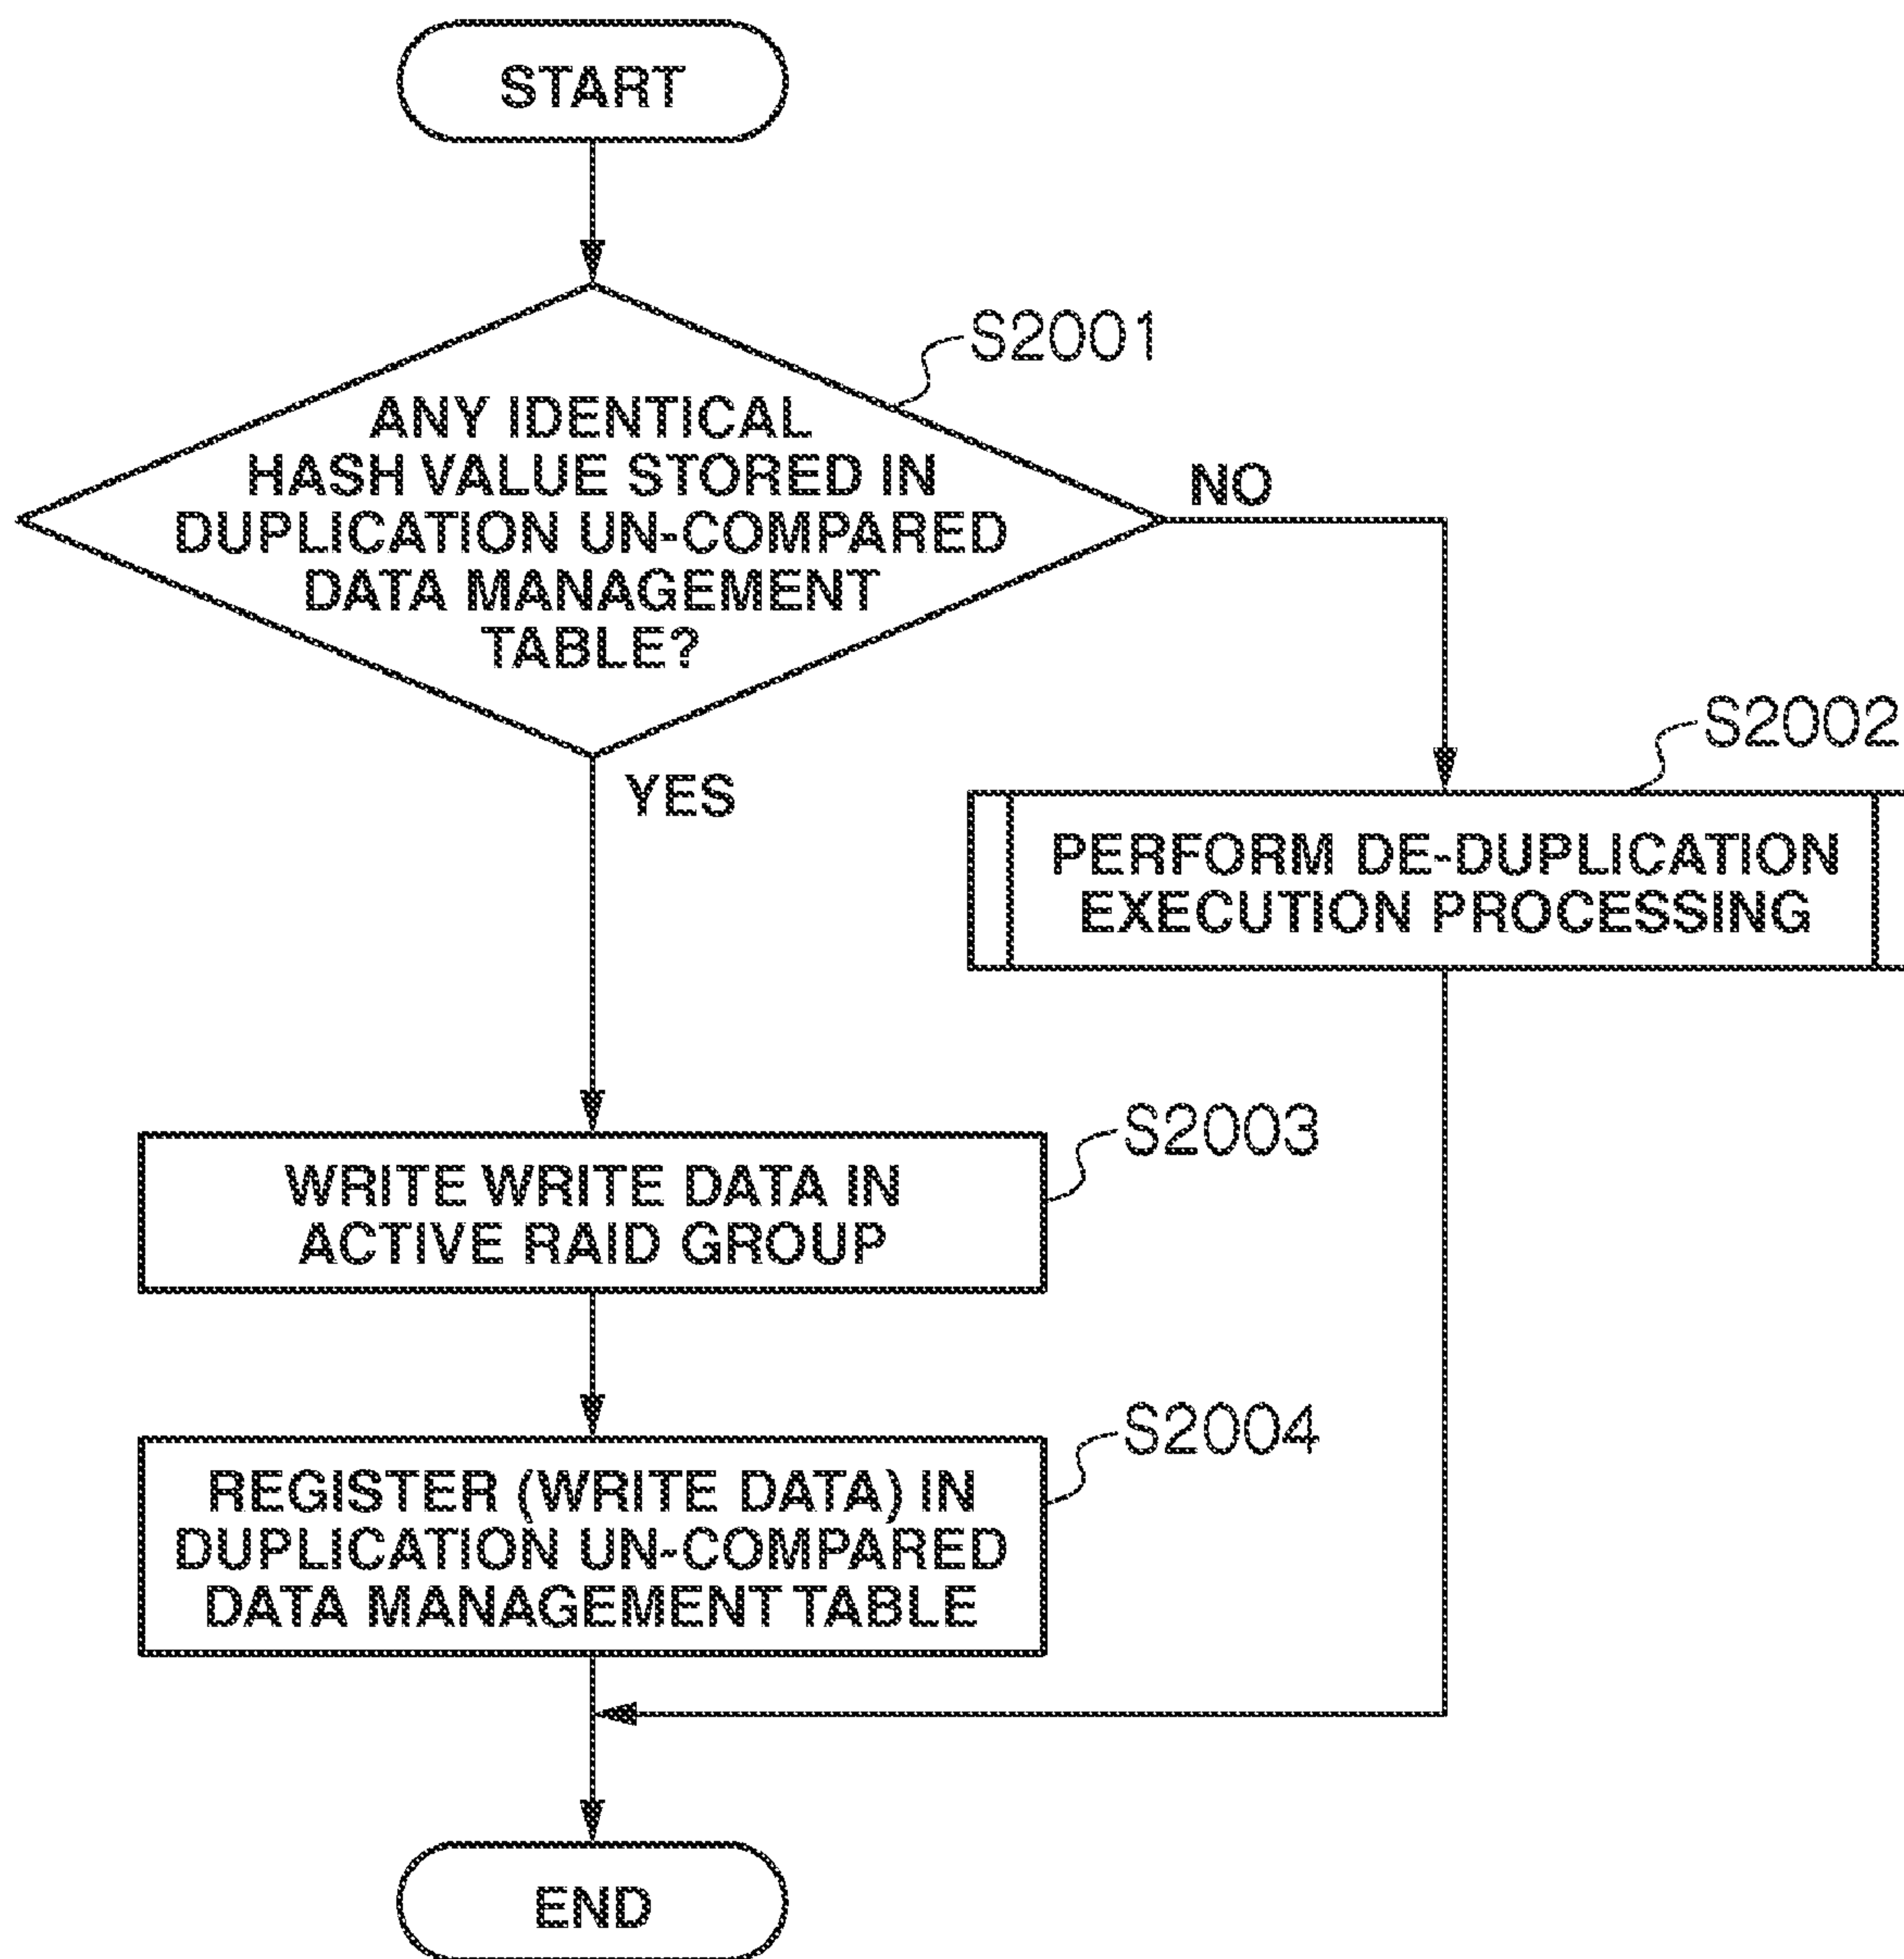 START
S2001
ANY IDENTICAL
HASH VALUE STORED IN
DUPLICATION UN-COMPARED
DATA MANAGEMENT
TABLE?
NO
YES
S2002
PERFORM DE-DUPLICATION
EXECUTION PROCESSING
S2003
WRITE WRITE DATA IN
ACTIVE RAID GROUP
S2004
REGISTER (WRITE DATA) IN
DUPLICATION UN-COMPARED
DATA MANAGEMENT TABLE
END